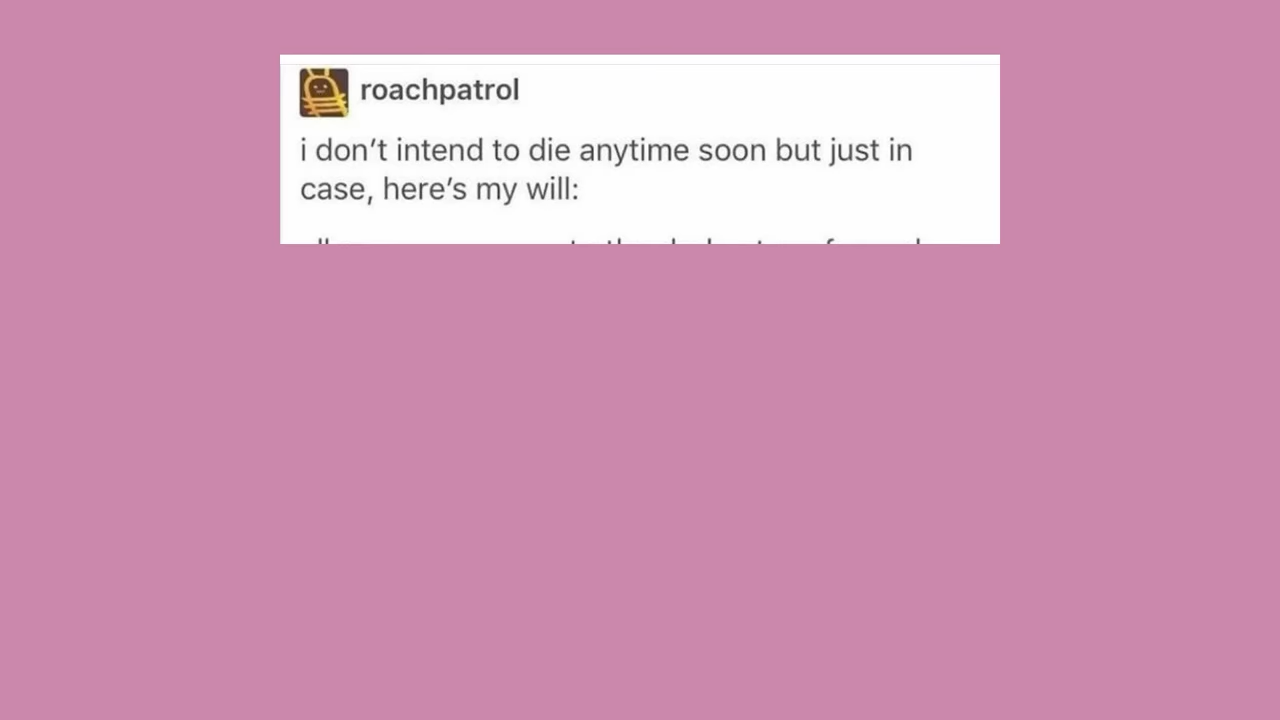 roachpatrol
i don’t intend to die anytime soon but just in
case, here’s my will: